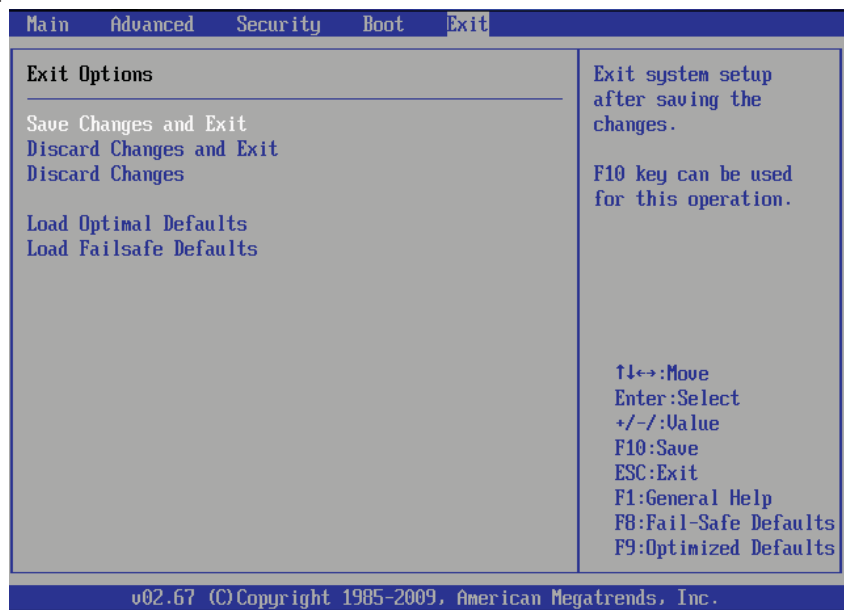 Main Advanced Security Boot Exit
Exit Options
Save Changes and Exit
Discard Changes and Exit
Discard Changes
Load Optimal Defaults
Load Failsafe Defaults
Exit system setup
after saving the
changes.
F10 key can be used
for this operation.
↑↓↔:Move
Enter:Select
+/-/:Value
F10:Save
ESC:Exit
F1:General Help
F8:Fail-Safe Defaults
F9:Optimized Defaults
v02.67 (C)Copyright 1985-2009, American Megatrends, Inc.